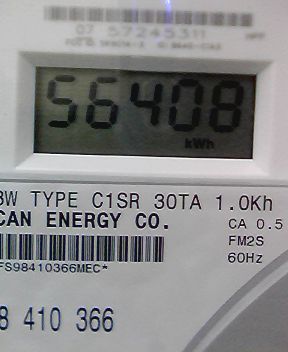 07 57245311
56408
kWh
3W TYPE C1SR 30TA 1.0Kh
CAN ENERGY CO.
CA 0.5
FM2S
60Hz
FS98410366MEC*
8 410 366